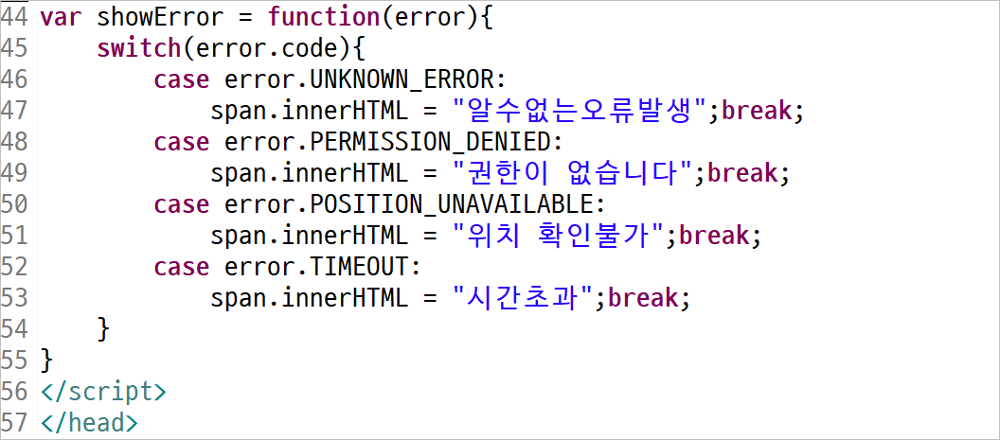 44 var showError = function(error){
45     switch(error.code){
46         case error.UNKNOWN_ERROR:
47             span.innerHTML = "알수없는오류발생";break;
48         case error.PERMISSION_DENIED:
49             span.innerHTML = "권한이 없습니다";break;
50         case error.POSITION_UNAVAILABLE:
51             span.innerHTML = "위치 확인불가";break;
52         case error.TIMEOUT:
53             span.innerHTML = "시간초과";break;
54     }
55 }
56 </script>
57 </head>